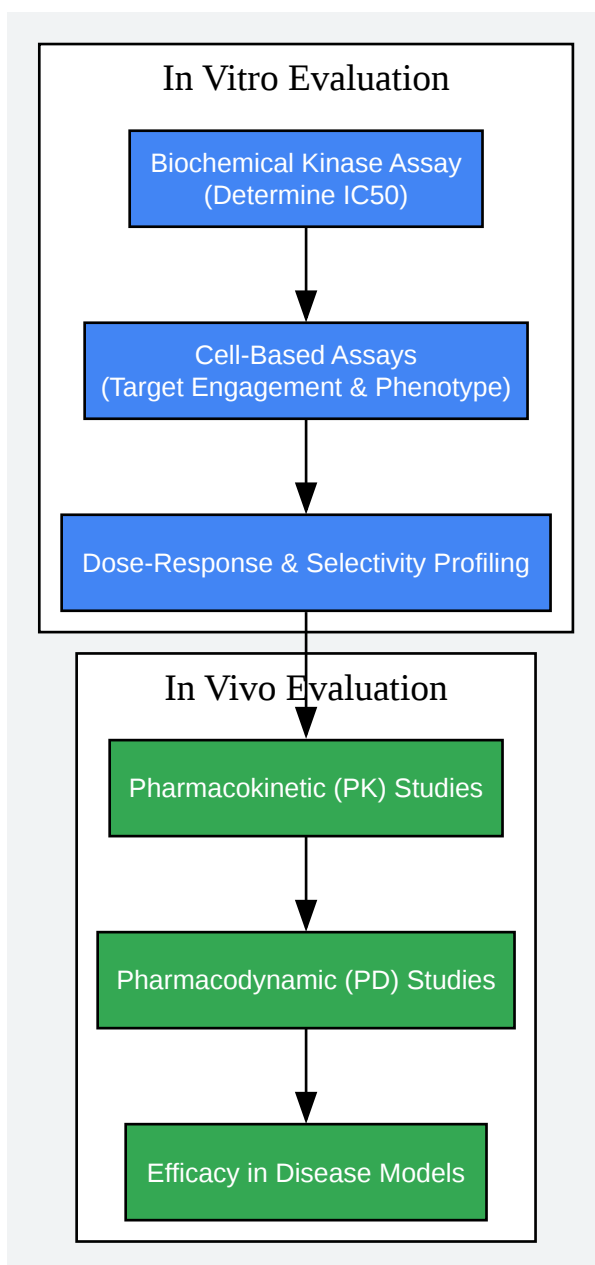 In Vitro Evaluation
Biochemical Kinase Assay
(Determine IC50)
Cell-Based Assays
(Target Engagement & Phenotype)
Dose-Response & Selectivity Profiling
In Vivo Evaluation
Pharmacokinetic (PK) Studies
Pharmacodynamic (PD) Studies
Efficacy in Disease Models